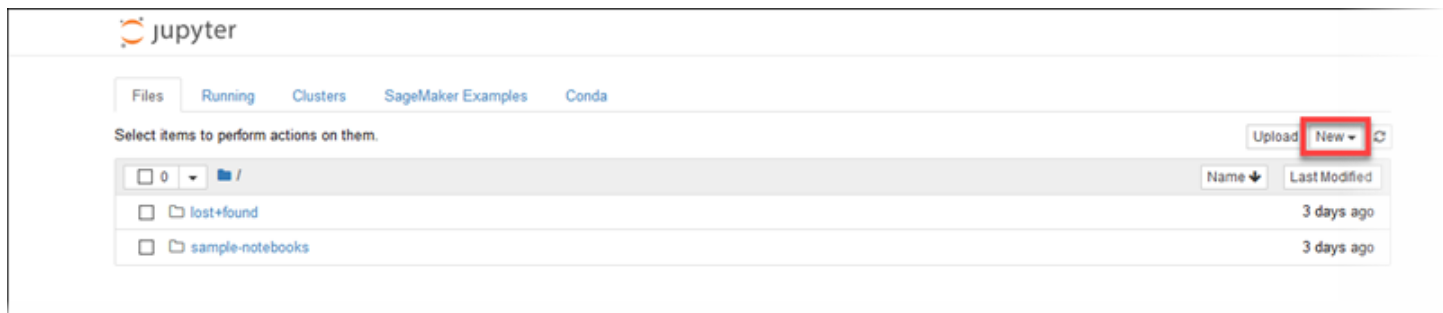 jupyter
Files Running Clusters SageMaker Examples Conda
Select items to perform actions on them. Upload New
0 / Name Last Modified
lost+found 3 days ago
sample-notebooks 3 days ago